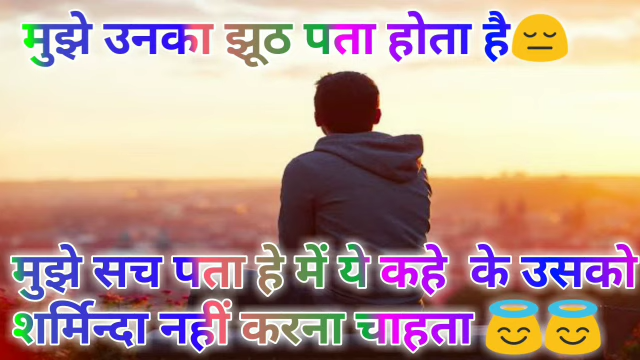 मुझे उनका झूठ पता होता है😔
मुझे सच पता हे में ये कहे के उसको
शर्मिन्दा नहीं करना चाहता 😇😇